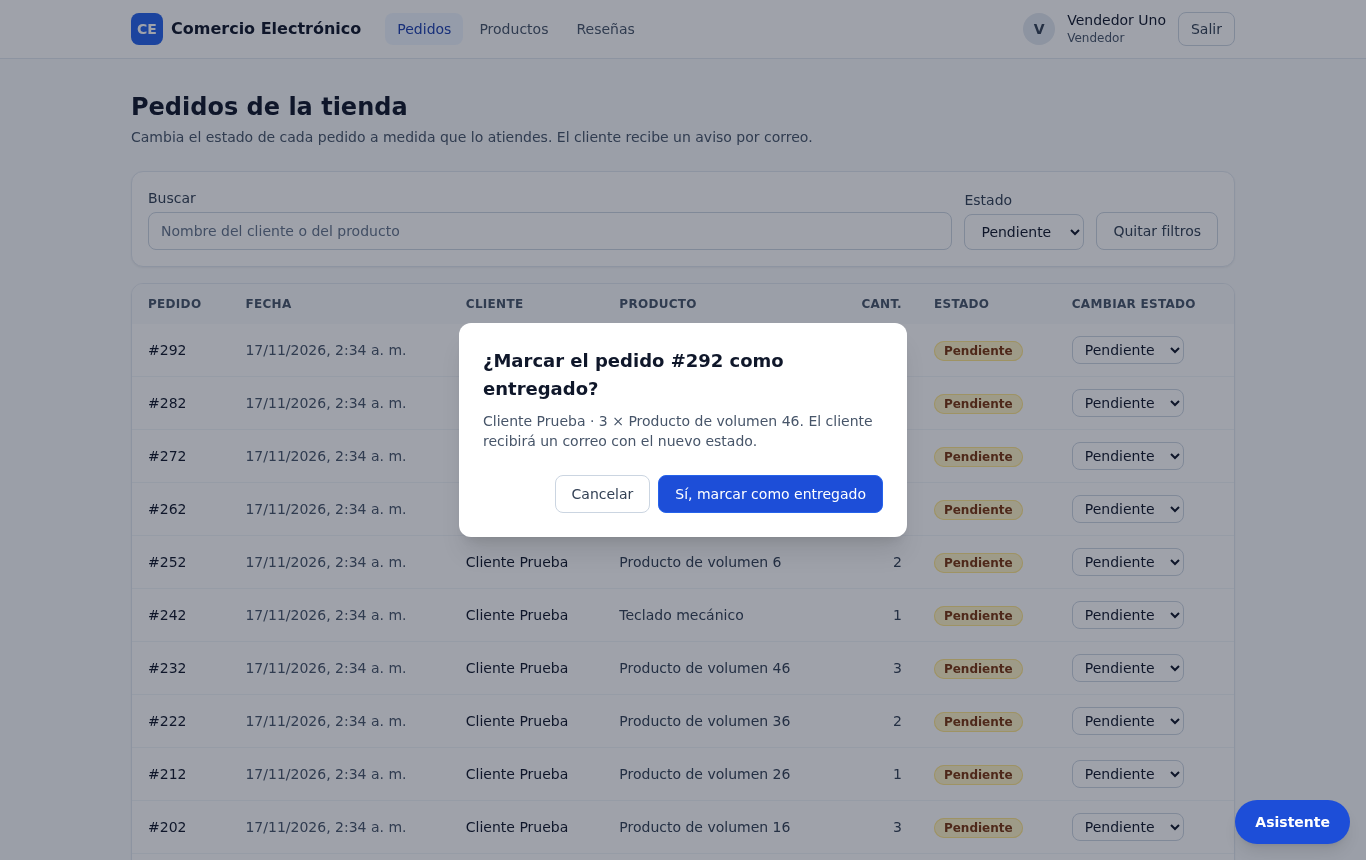 CE Comercio Electrónico Pedidos Productos Reseñas V Vendedor Uno Salir
Vendedor
Pedidos de la tienda
Cambia el estado de cada pedido a medida que lo atiendes. El cliente recibe un aviso por correo.
Buscar Estado
Nombre del cliente o del producto Pendiente Quitar filtros
PEDIDO FECHA CLIENTE PRODUCTO CANT. ESTADO CAMBIAR ESTADO
#292 17/11/2026, 2:34 a. m. Pendiente Pendiente
#282 17/11/2026, 2:34 a. m. Pendiente Pendiente
#272 17/11/2026, 2:34 a. m. Pendiente Pendiente
#262 17/11/2026, 2:34 a. m. Pendiente Pendiente
¿Marcar el pedido #292 como
entregado?
Cliente Prueba · 3 × Producto de volumen 46. El cliente
recibirá un correo con el nuevo estado.
Cancelar Sí, marcar como entregado
#252 17/11/2026, 2:34 a. m. Cliente Prueba Producto de volumen 6 2 Pendiente Pendiente
#242 17/11/2026, 2:34 a. m. Cliente Prueba Teclado mecánico 1 Pendiente Pendiente
#232 17/11/2026, 2:34 a. m. Cliente Prueba Producto de volumen 46 3 Pendiente Pendiente
#222 17/11/2026, 2:34 a. m. Cliente Prueba Producto de volumen 36 2 Pendiente Pendiente
#212 17/11/2026, 2:34 a. m. Cliente Prueba Producto de volumen 26 1 Pendiente Pendiente
#202 17/11/2026, 2:34 a. m. Cliente Prueba Producto de volumen 16 3 Pendiente Pendiente
Asistente